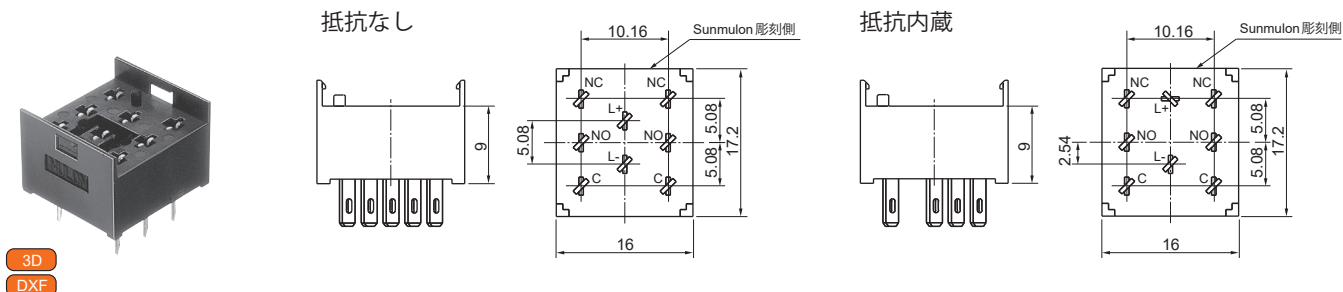 抵抗なし
10.16
Sunmulon 彫刻側
NC
NC
L+
NO
NO
L-
C
C
5.08
5.08
5.08
17.2
9
16
抵抗内蔵
10.16
Sunmulon 彫刻側
NC
NC
L+
NO
NO
L-
C
C
2.54
5.08
5.08
17.2
9
16
3D
DXF